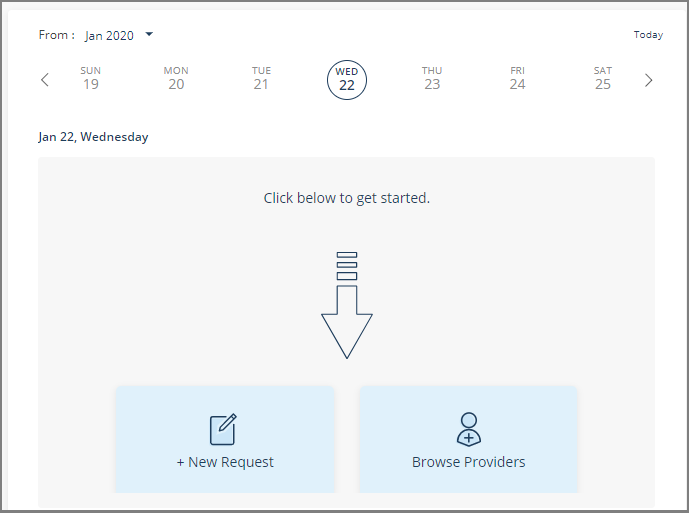 From : Jan 2020 Today
SUN MON TUE WED THU FRI SAT
19 20 21 22 23 24 25
Jan 22, Wednesday
Click below to get started.
+ New Request Browse Providers